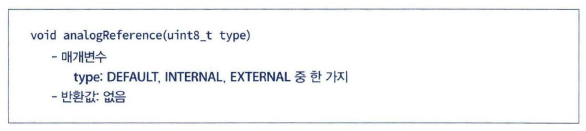 void analogReference(uint8_t type)
- 매개변수
type: DEFAULT, INTERNAL, EXTERNAL 중 한 가지
- 반환값: 없음